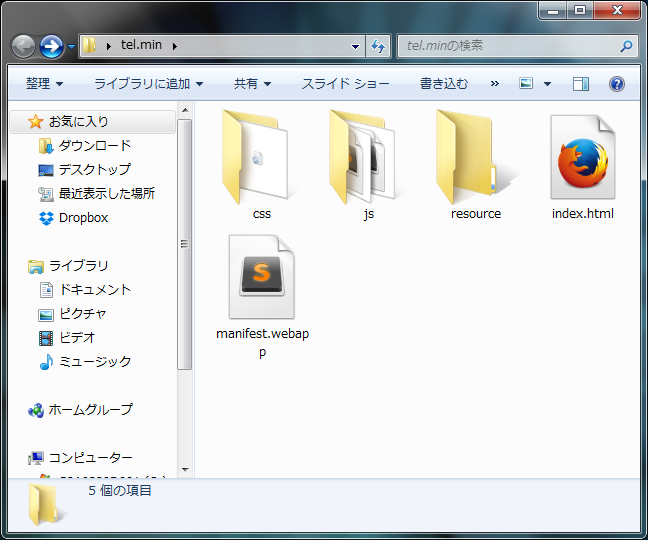 tel.min
tel.minの検索
整理 ライブラリに追加 共有 スライド ショー 書き込む »
お気に入り
ダウンロード
デスクトップ
最近表示した場所
Dropbox
ライブラリ
ドキュメント
ピクチャ
ビデオ
ミュージック
ホームグループ
コンピューター
css
js
resource
index.html
manifest.webap
p
5 個の項目